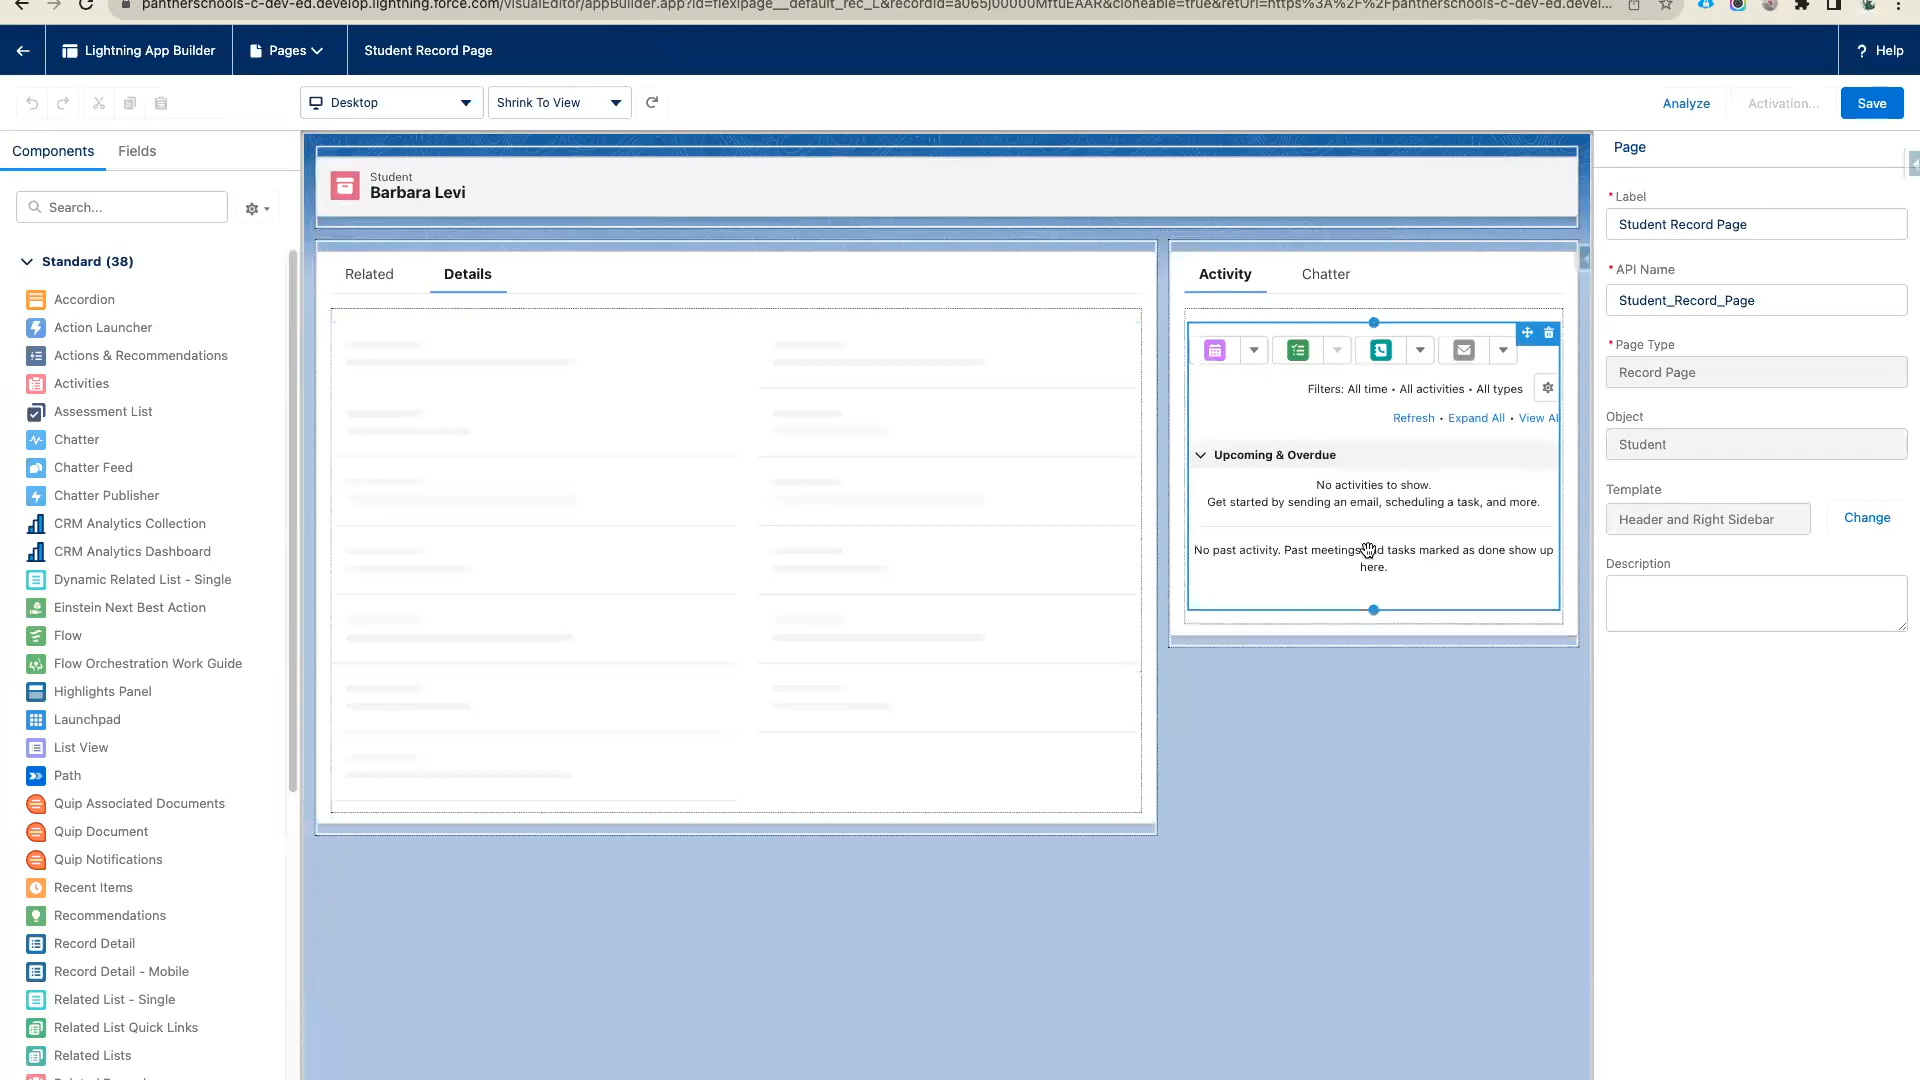 pantherschools-c-dev-ed.develop.lightning.force.com/visualEditor/appBuilder.app?id=flexipage__default_rec_L&recordId=a065j00000MftuEAAR&cloneable=true&retUrl=https%3A%2F%2Fpantherschools-c-dev-ed.devel...
Lightning App Builder
Pages
Student Record Page
? Help
Desktop
Shrink To View
Analyze
Activation...
Save
Components
Fields
Search...
Standard (38)
Accordion
Action Launcher
Actions & Recommendations
Activities
Assessment List
Chatter
Chatter Feed
Chatter Publisher
CRM Analytics Collection
CRM Analytics Dashboard
Dynamic Related List - Single
Einstein Next Best Action
Flow
Flow Orchestration Work Guide
Highlights Panel
Launchpad
List View
Path
Quip Associated Documents
Quip Document
Quip Notifications
Recent Items
Recommendations
Record Detail
Record Detail - Mobile
Related List - Single
Related List Quick Links
Related Lists
Student
Barbara Levi
Related
Details
Activity
Chatter
Filters: All time • All activities • All types
Refresh • Expand All • View Al
Upcoming & Overdue
No activities to show.
Get started by sending an email, scheduling a task, and more.
No past activity. Past meetings d tasks marked as done show up
here.
Page
* Label
Student Record Page
* API Name
Student_Record_Page
* Page Type
Record Page
Object
Student
Template
Header and Right Sidebar
Change
Description